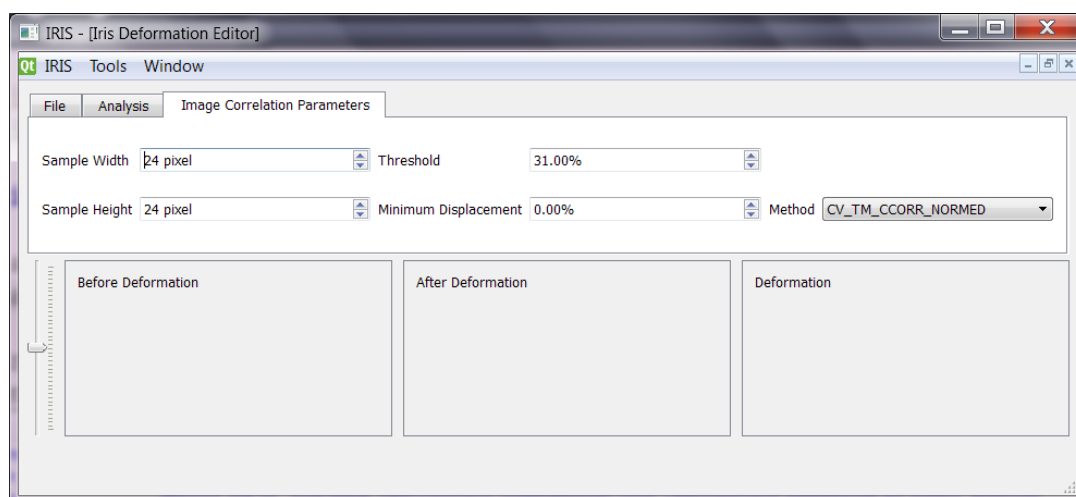 IRIS - [Iris Deformation Editor]
Qt IRIS Tools Window
File Analysis Image Correlation Parameters
Sample Width 24 pixel Threshold 31.00%
Sample Height 24 pixel Minimum Displacement 0.00% Method CV_TM_CCORR_NORMED
Before Deformation After Deformation Deformation